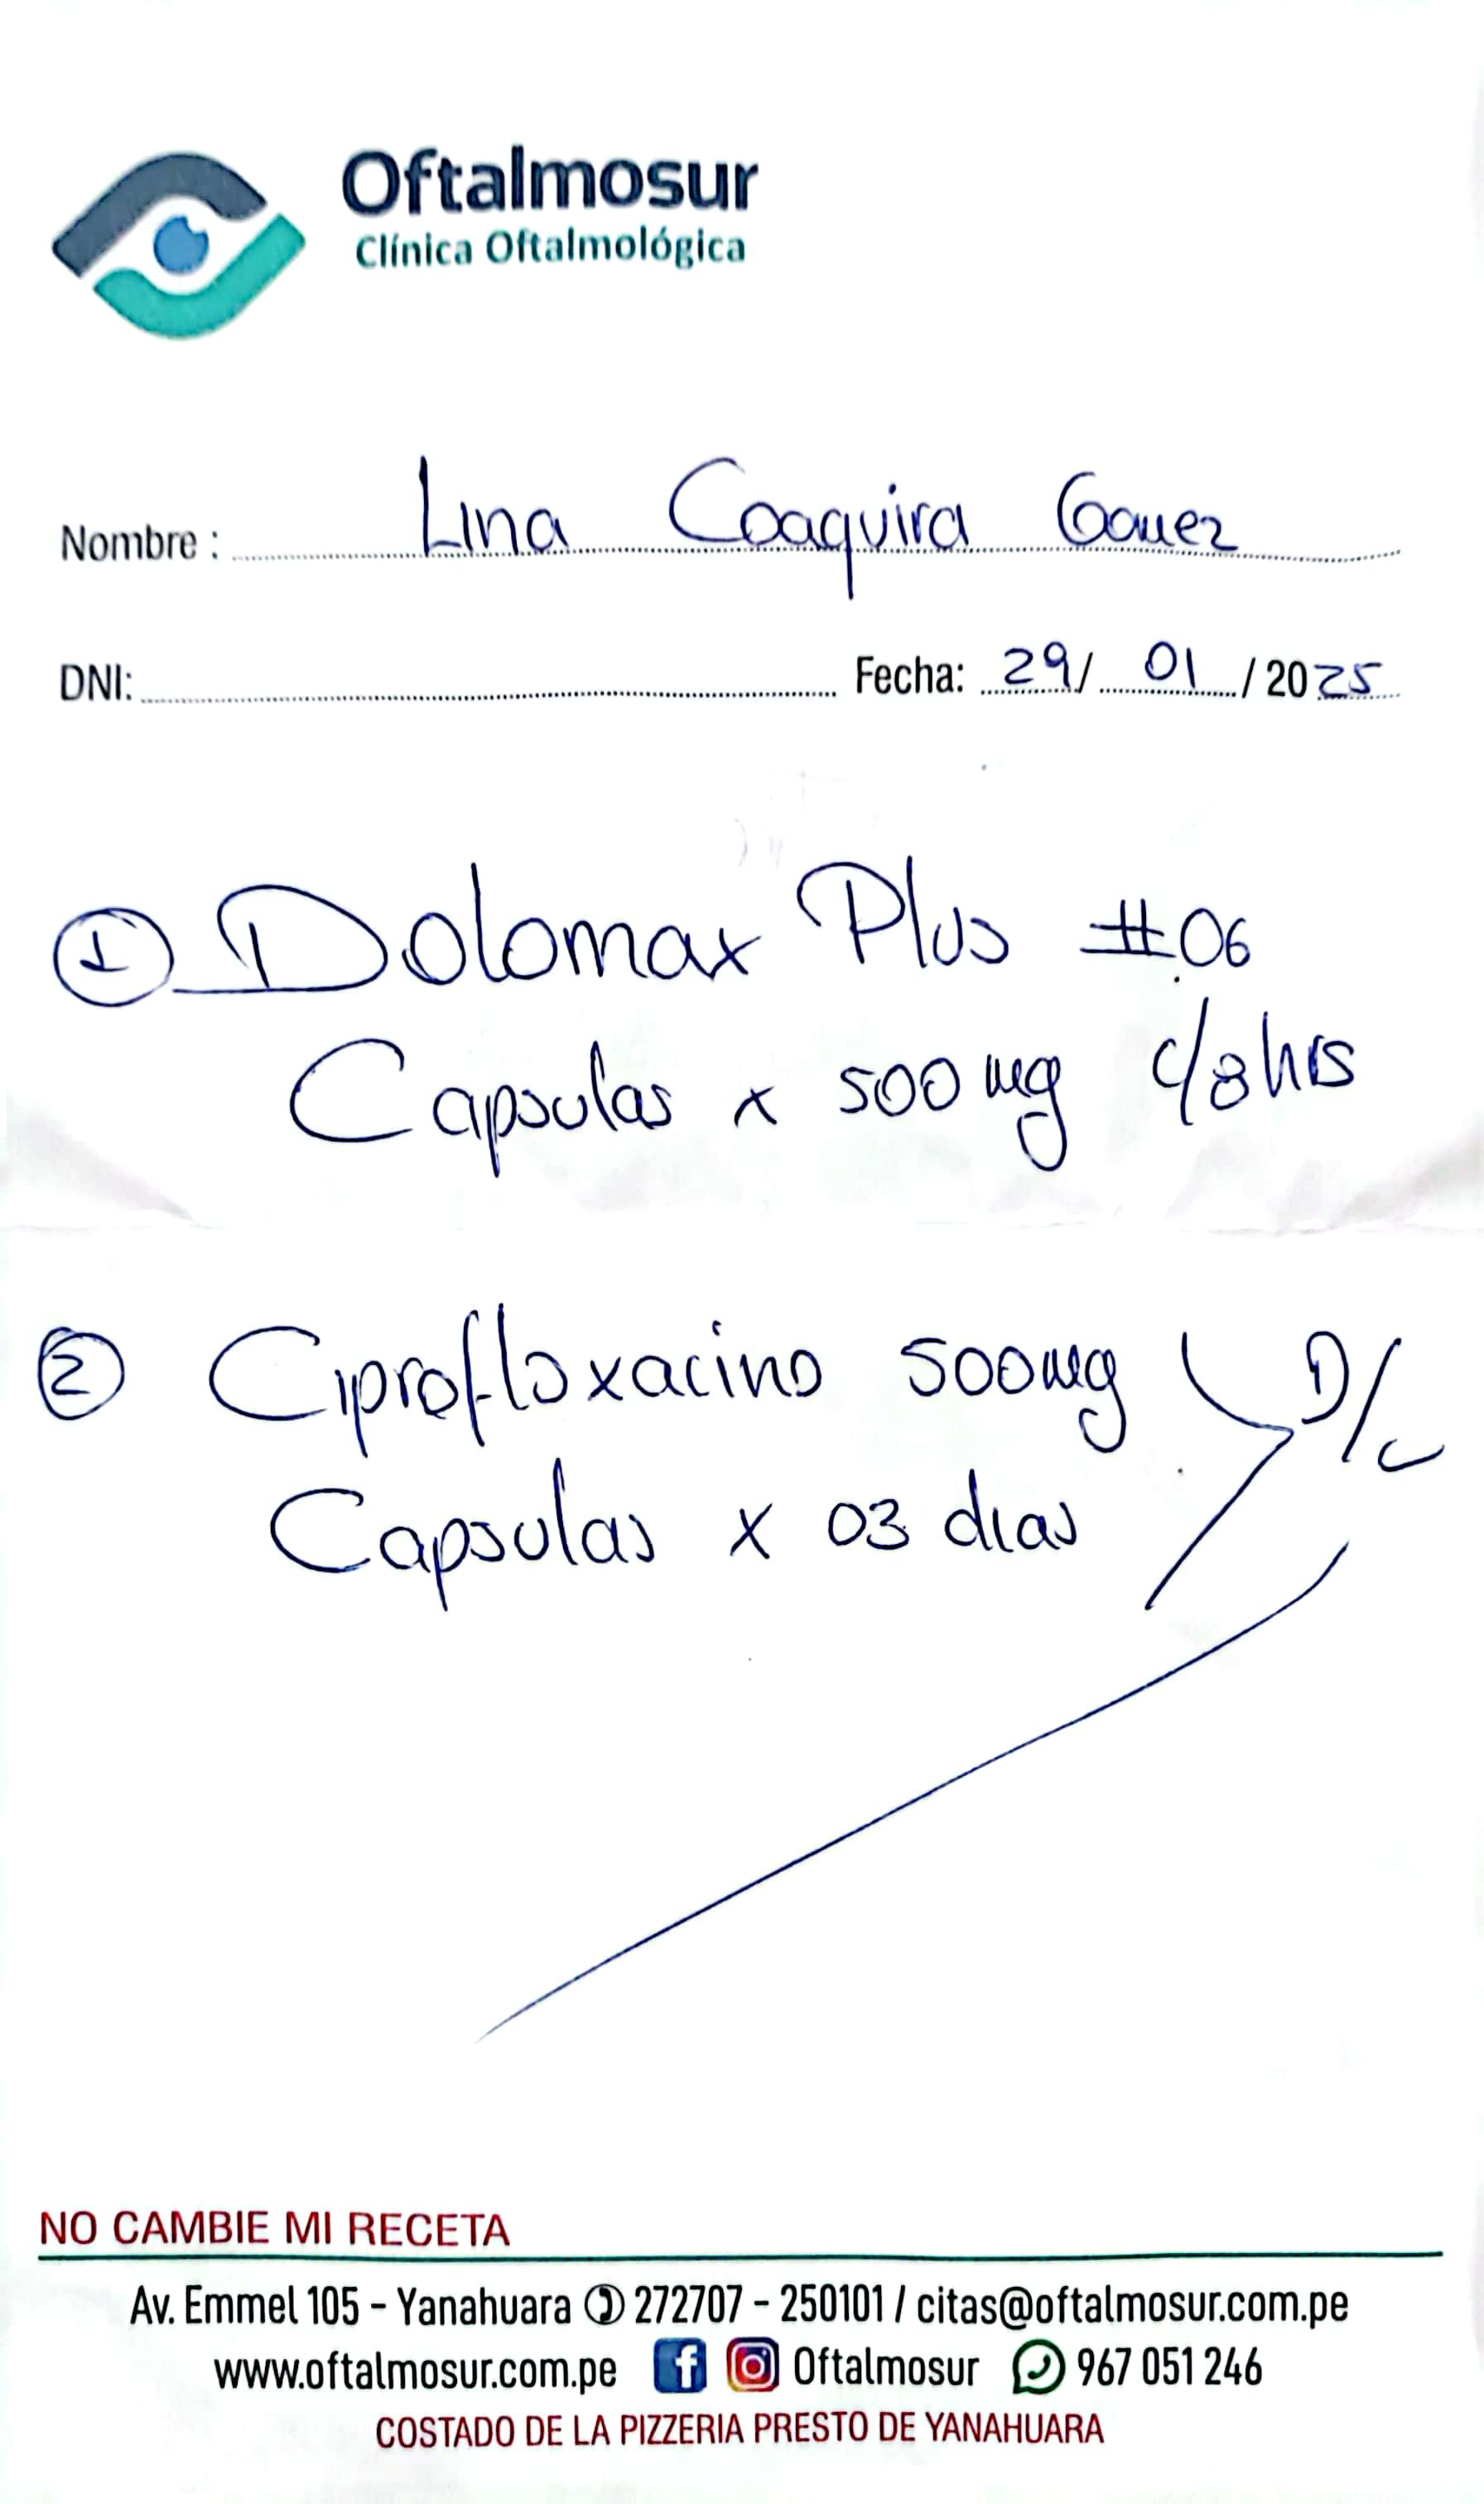 Oftalmosur
Clínica Oftalmológica
Nombre : Lina Coaquira Gomez
DNI: Fecha: 29/ 01 / 2025
① Dolomax Plus #06
Capsulas x 500 mg c/8hrs
② Ciprofloxacino 500mg D/c
Capsulas x 03 dias
NO CAMBIE MI RECETA
Av. Emmel 105 - Yanahuara 272707 - 250101 / citas@oftalmosur.com.pe
www.oftalmosur.com.pe Oftalmosur 967 051 246
COSTADO DE LA PIZZERIA PRESTO DE YANAHUARA